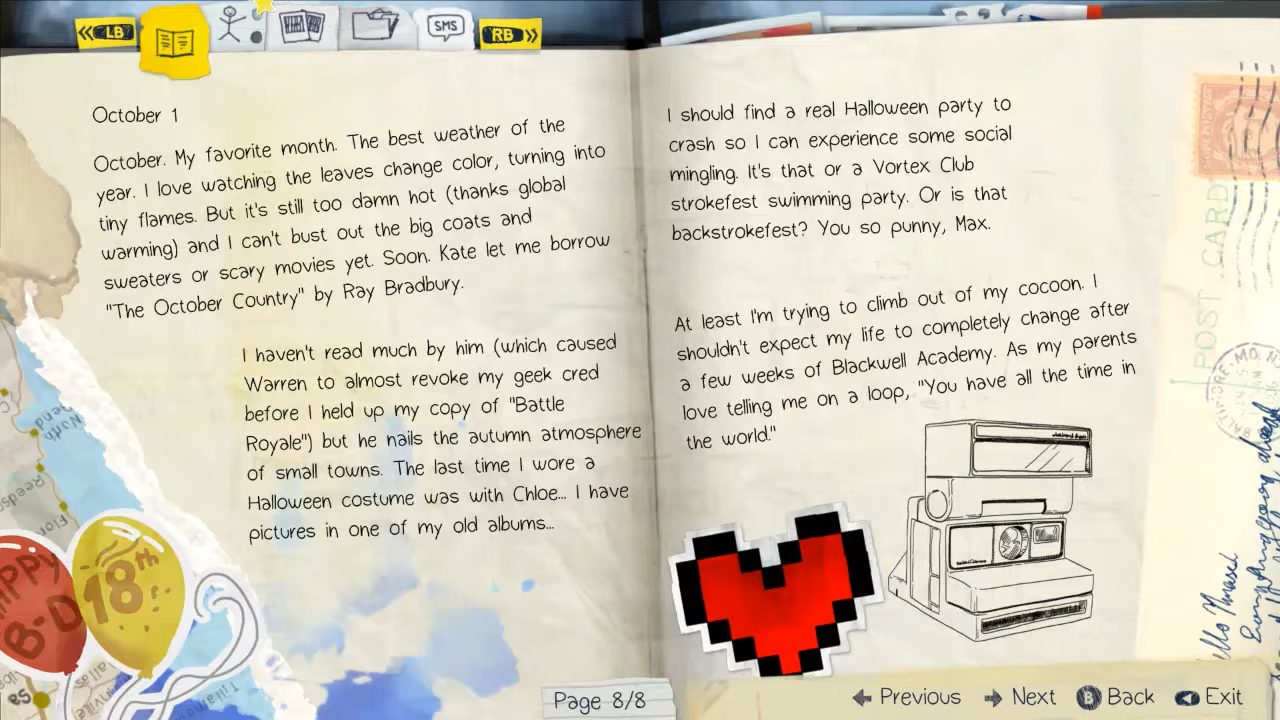 LB
SMS
RB
October 1
October. My favorite month. The best weather of the
year. I love watching the leaves change color, turning into
tiny flames. But it's still too damn hot (thanks global
warming) and I can't bust out the big coats and
sweaters or scary movies yet. Soon. Kate let me borrow
"The October Country" by Ray Bradbury.
I haven't read much by him (which caused
Warren to almost revoke my geek cred
before I held up my copy of "Battle
Royale") but he nails the autumn atmosphere
of small towns. The last time I wore a
Halloween costume was with Chloe... I have
pictures in one of my old albums...
I should find a real Halloween party to
crash so I can experience some social
mingling. It's that or a Vortex Club
strokefest swimming party. Or is that
backstrokefest? You so punny, Max.
At least I'm trying to climb out of my cocoon. I
shouldn't expect my life to completely change after
a few weeks of Blackwell Academy. As my parents
love telling me on a loop, "You have all the time in
the world."
POST CARD
North
Bend
18th
B-D
Page 8/8
Previous
Next
B
Back
Exit